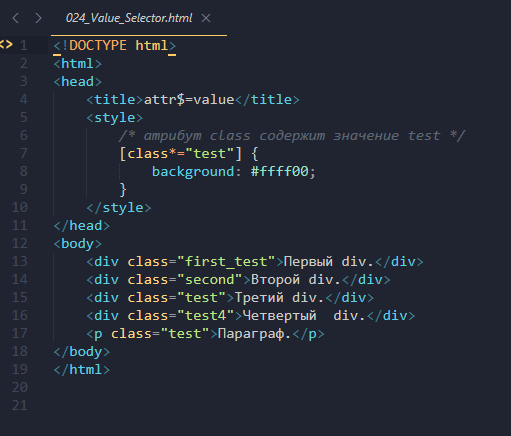 024_Value_Selector.html
1 <!DOCTYPE html>
2 <html>
3 <head>
4 <title>attr$=value</title>
5 <style>
6 /* атрибут class содержит значение test */
7 [class*="test"] {
8 background: #ffff00;
9 }
10 </style>
11 </head>
12 <body>
13 <div class="first_test">Первый div.</div>
14 <div class="second">Второй div.</div>
15 <div class="test">Третий div.</div>
16 <div class="test4">Четвертый  div.</div>
17 <p class="test">Параграф.</p>
18 </body>
19 </html>
20
21